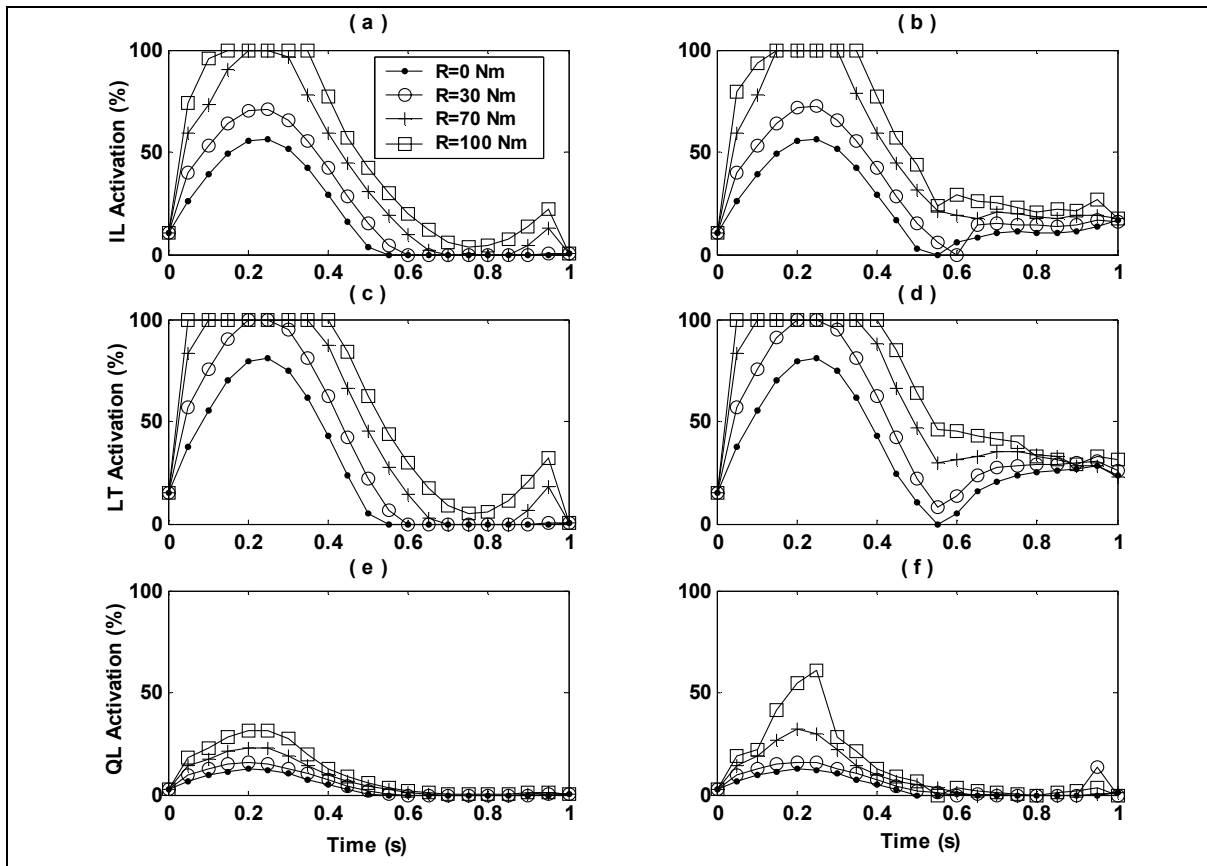 ( a )
( b )
IL Activation (%)
100
50
0
0 0.2 0.4 0.6 0.8 1
R=0 Nm
R=30 Nm
R=70 Nm
R=100 Nm
100
50
0
0 0.2 0.4 0.6 0.8 1
( c )
( d )
LT Activation (%)
100
50
0
0 0.2 0.4 0.6 0.8 1
100
50
0
0 0.2 0.4 0.6 0.8 1
( e )
( f )
QL Activation (%)
100
50
0
0 0.2 0.4 0.6 0.8 1
Time (s)
100
50
0
0 0.2 0.4 0.6 0.8 1
Time (s)